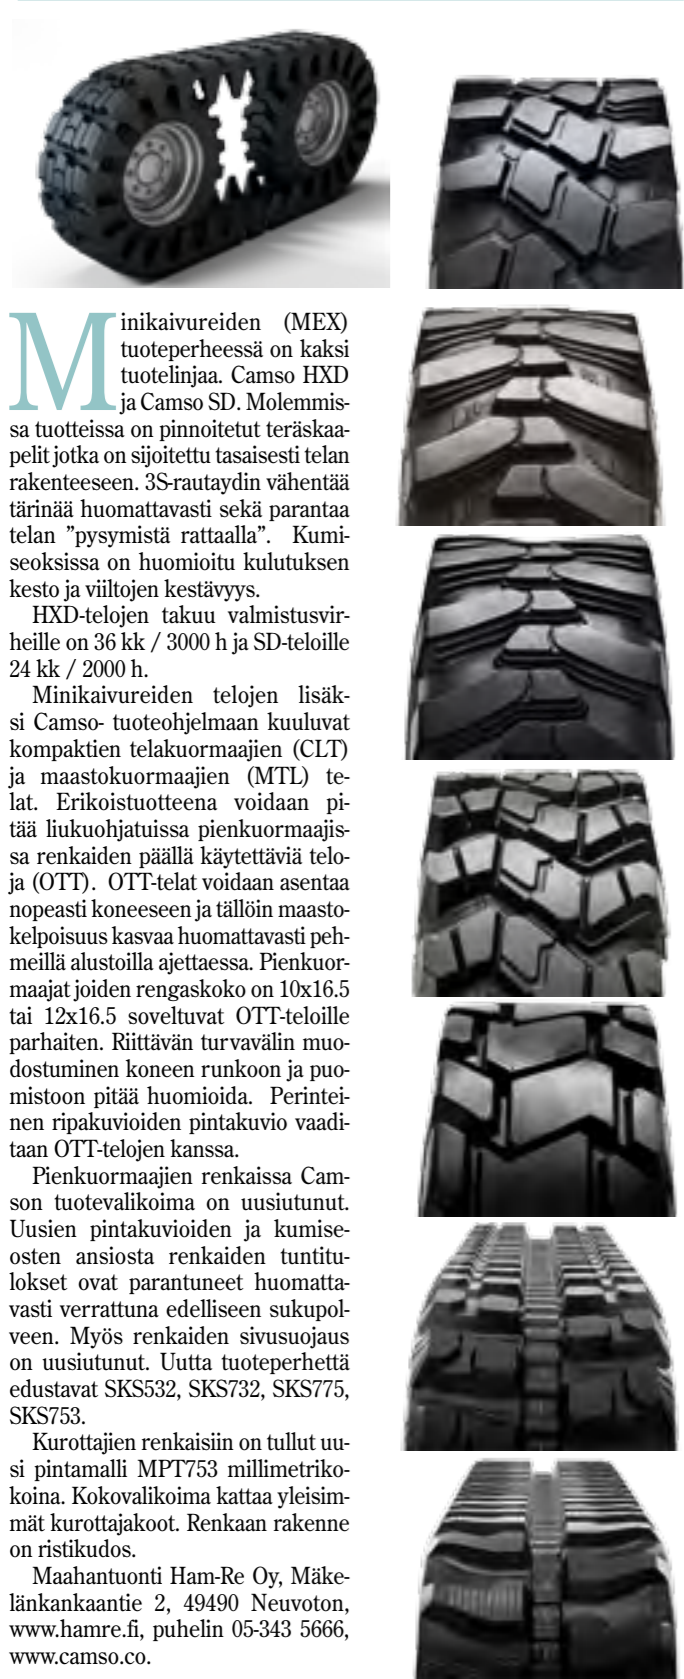 Minikaivureiden (MEX)
tuoteperheessä on kaksi
tuotelinjaa. Camso HXD
ja Camso SD. Molemmis-
sa tuotteissa on pinnoitetut teräskaa-
pelit jotka on sijoitettu tasaisesti telan
rakenteeseen. 3S-rautaydin vähentää
tärinää huomattavasti sekä parantaa
telan ”pysymistä rattaalla”. Kumi-
seoksissa on huomioitu kulutuksen
kesto ja viiltojen kestävyys.
HXD-telojen takuu valmistusvir-
heille on 36 kk / 3000 h ja SD-teloille
24 kk / 2000 h.
Minikaivureiden telojen lisäk-
si Camso- tuoteohjelmaan kuuluvat
kompaktien telakuormaajien (CLT)
ja maastokuormaajien (MTL) te-
lat. Erikoistuotteena voidaan pi-
tää liukuohjatuissa pienkuormaajis-
sa renkaiden päällä käytettäviä telo-
ja (OTT). OTT-telat voidaan asentaa
nopeasti koneeseen ja tällöin maasto-
kelpoisuus kasvaa huomattavasti peh-
meillä alustoilla ajettaessa. Pienkuor-
maajat joiden rengaskoko on 10x16.5
tai 12x16.5 soveltuvat OTT-teloille
parhaiten. Riittävän turvavälin muo-
dostuminen koneen runkoon ja puo-
mistoon pitää huomioida. Perintei-
nen ripakuvioiden pintakuvio vaadi-
taan OTT-telojen kanssa.
Pienkuormaajien renkaissa Cam-
son tuotevalikoima on uusiutunut.
Uusien pintakuvioiden ja kumise-
osten ansiosta renkaiden tuntitu-
lokset ovat parantuneet huomatta-
vasti verrattuna edelliseen sukupol-
veen. Myös renkaiden sivusuojaus
on uusiutunut. Uutta tuoteperhettä
edustavat SKS532, SKS732, SKS775,
SKS753.
Kurottajien renkaisiin on tullut uu-
si pintamalli MPT753 millimetriko-
koina. Kokovalikoima kattaa yleisim-
mät kurottajakoot. Renkaan rakenne
on ristikudos.
Maahantuonti Ham-Re Oy, Mäke-
länkankaantie 2, 49490 Neuvoton,
www.hamre.fi, puhelin 05-343 5666,
www.camso.co.